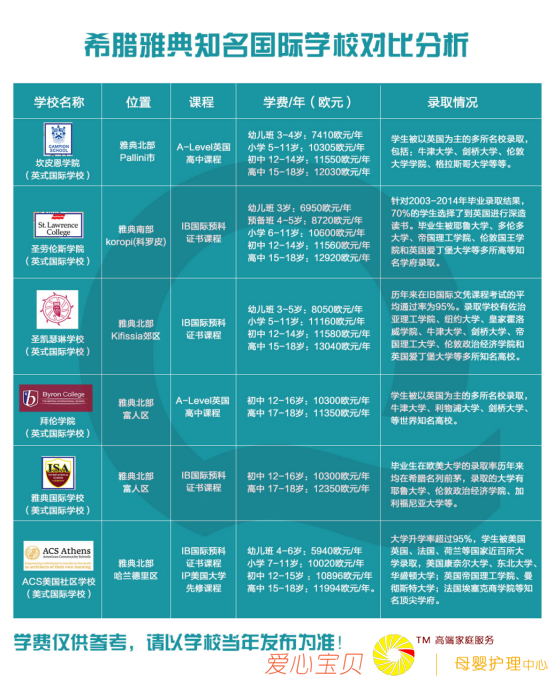 希腊雅典知名国际学校对比分析
学校名称
位置
课程
学费/年（欧元）
录取情况
CAMPION
SCHOOL
坎皮恩学院
（英式国际学校）
雅典北部
Pallini市
A-Level英国
高中课程
幼儿班 3-4岁：7410欧元/年
小学 5-11岁：10305欧元/年
初中 12-14岁：11550欧元/年
高中 15-18岁：12030欧元/年
学生被以英国为主的多所名校录取，
包括：牛津大学、剑桥大学、伦敦
大学学院、格拉斯哥大学等等。
St. Lawrence
College
圣劳伦斯学院
（英式国际学校）
雅典南部
koropi(科罗皮)
IB国际预科
证书课程
幼儿班 3岁：6950欧元/年
预备班 4-5岁：8720欧元/年
小学 6-11岁：10600欧元/年
初中 12-14岁：11560欧元/年
高中 15-18岁：12920欧元/年
针对2003-2014年毕业录取结果，
70%的学生选择了到英国进行深造
读书。毕业生被耶鲁大学、多伦多
大学、帝国理工学院、伦敦国王学
院和英国爱丁堡大学等多所高等知
名学府录取。
圣凯瑟琳学校
（英式国际学校）
雅典北部
Kifissia郊区
IB国际预科
证书课程
幼儿班 3-5岁：8050欧元/年
小学 5-11岁：11160欧元/年
初中 12-14岁：11580欧元/年
高中 15-18岁：13040欧元/年
历年来在IB国际文凭课程考试的平
均通过率为95%。录取学校有佐治
亚理工学院、纽约大学、皇家霍洛
威学院、牛津大学、剑桥大学、帝
国理工大学、伦敦政治经济学院和
英国爱丁堡大学等多所知名高校。
Byron College
拜伦学院
（英式国际学校）
雅典北部
富人区
A-Level英国
高中课程
初中 12-16岁：10300欧元/年
高中 17-18岁：11350欧元/年
学生被以英国为主的多所名校录取，
牛津大学、利物浦大学、剑桥大学、
等世界知名高校。
ISA
雅典国际学校
（美式国际学校）
雅典北部
富人区
IB国际预科
证书课程
初中 12-16岁：10300欧元/年
高中 17-18岁：12350欧元/年
毕业生在欧美大学的录取率历年来
均在希腊名列前茅，录取的大学有
耶鲁大学、伦敦政治经济学院、加
利福尼亚大学等。
ACS Athens
American Community Schools
ACS美国社区学校
（美式国际学校）
雅典北部
哈兰德里区
IB国际预科
证书课程
IP美国大学
先修课程
幼儿班 4-6岁：5940欧元/年
小学 7-11岁：10020欧元/年
初中 12-15岁：10896欧元/年
高中 15-18岁：11994欧元/年。
大学升学率超过95%，学生被美国
英国、法国、荷兰等国家近百所大
学录取，美国康奈尔大学、东北大学、
华盛顿大学；英国帝国理工学院、曼
彻斯特大学；法国埃塞克商学院等知
名顶尖学府。
学费仅供参考，请以学校当年发布为准！
爱心宝贝
TM 高端家庭服务
母婴护理中心